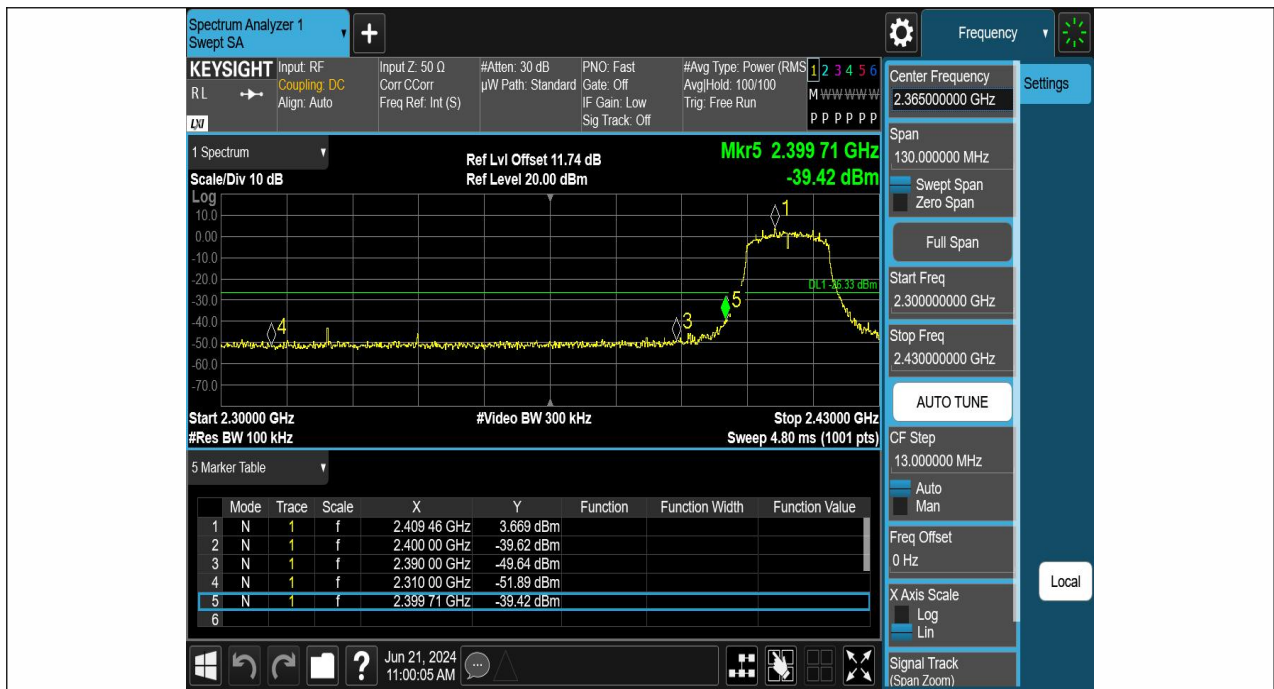 Spectrum Analyzer 1
Swept SA
+
Frequency
KEYSIGHT
RL
LXI
Input: RF
Coupling: DC
Align: Auto
Input Z: 50 Ω
Corr CCorr
Freq Ref: Int (S)
#Atten: 30 dB
µW Path: Standard
PNO: Fast
Gate: Off
IF Gain: Low
Sig Track: Off
#Avg Type: Power (RMS
Avg|Hold: 100/100
Trig: Free Run
1 2 3 4 5 6
M W W W W W
P P P P P P
1 Spectrum
Scale/Div 10 dB
Ref Lvl Offset 11.74 dB
Ref Level 20.00 dBm
Mkr5 2.399 71 GHz
-39.42 dBm
Log
10.0
0.00
-10.0
-20.0
-30.0
-40.0
-50.0
-60.0
-70.0
1
DL1 -26.33 dBm
5
3
4
Start 2.30000 GHz
#Video BW 300 kHz
Stop 2.43000 GHz
#Res BW 100 kHz
Sweep 4.80 ms (1001 pts)
5 Marker Table
Mode Trace Scale X Y Function Function Width Function Value
1 N 1 f 2.409 46 GHz 3.669 dBm
2 N 1 f 2.400 00 GHz -39.62 dBm
3 N 1 f 2.390 00 GHz -49.64 dBm
4 N 1 f 2.310 00 GHz -51.89 dBm
5 N 1 f 2.399 71 GHz -39.42 dBm
6
?
Jun 21, 2024
11:00:05 AM
Center Frequency
2.365000000 GHz
Span
130.000000 MHz
Swept Span
Zero Span
Full Span
Start Freq
2.300000000 GHz
Stop Freq
2.430000000 GHz
AUTO TUNE
CF Step
13.000000 MHz
Auto
Man
Freq Offset
0 Hz
X Axis Scale
Log
Lin
Signal Track
(Span Zoom)
Settings
Local